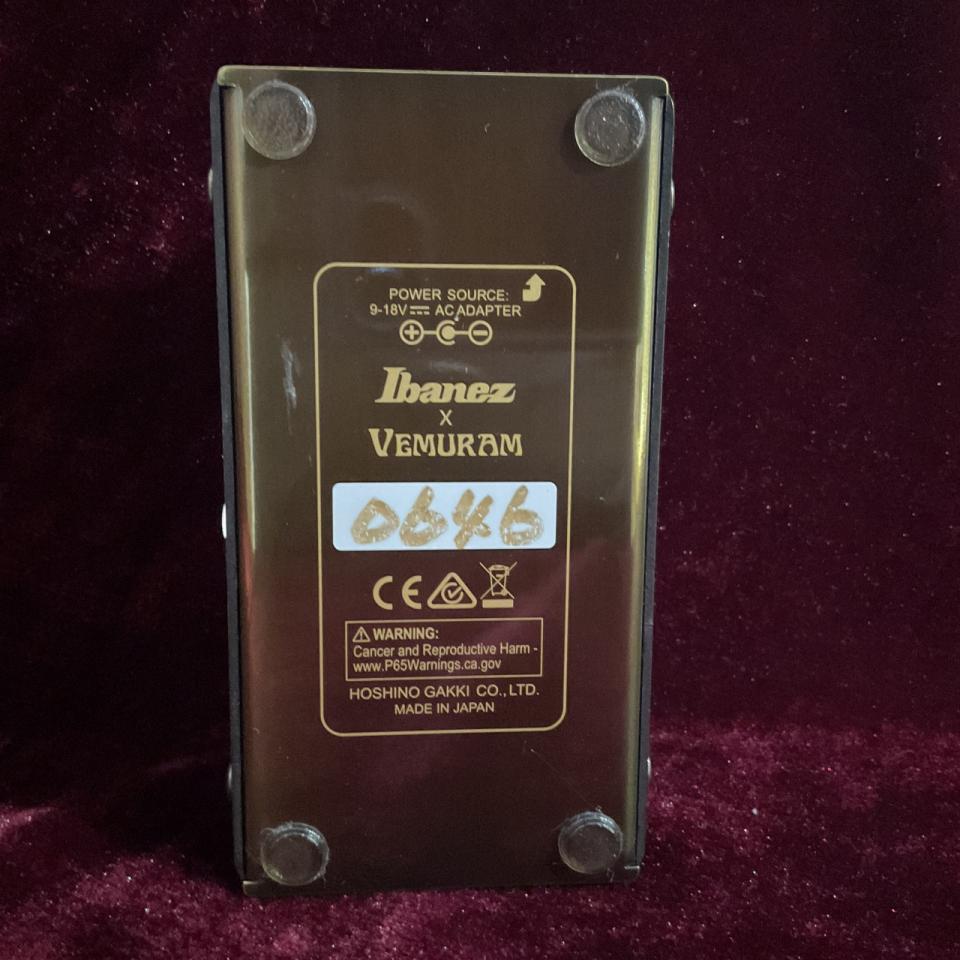 POWER SOURCE:
9-18V⎓ AC ADAPTER
Ibanez
X
VEMURAM
0646
CE
⚠ WARNING:
Cancer and Reproductive Harm -
www.P65Warnings.ca.gov
HOSHINO GAKKI CO., LTD.
MADE IN JAPAN